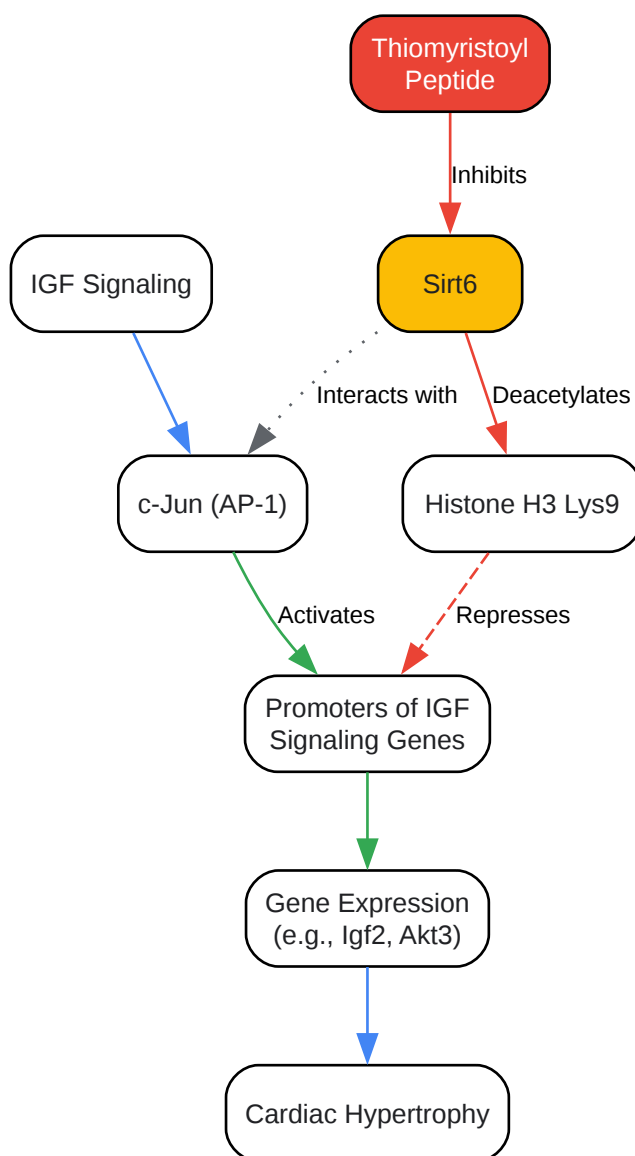 Thiomyristoyl
Peptide
Inhibits
IGF Signaling
Sirt6
Interacts with
Deacetylates
c-Jun (AP-1)
Histone H3 Lys9
Activates
Represses
Promoters of IGF
Signaling Genes
Gene Expression
(e.g., Igf2, Akt3)
Cardiac Hypertrophy